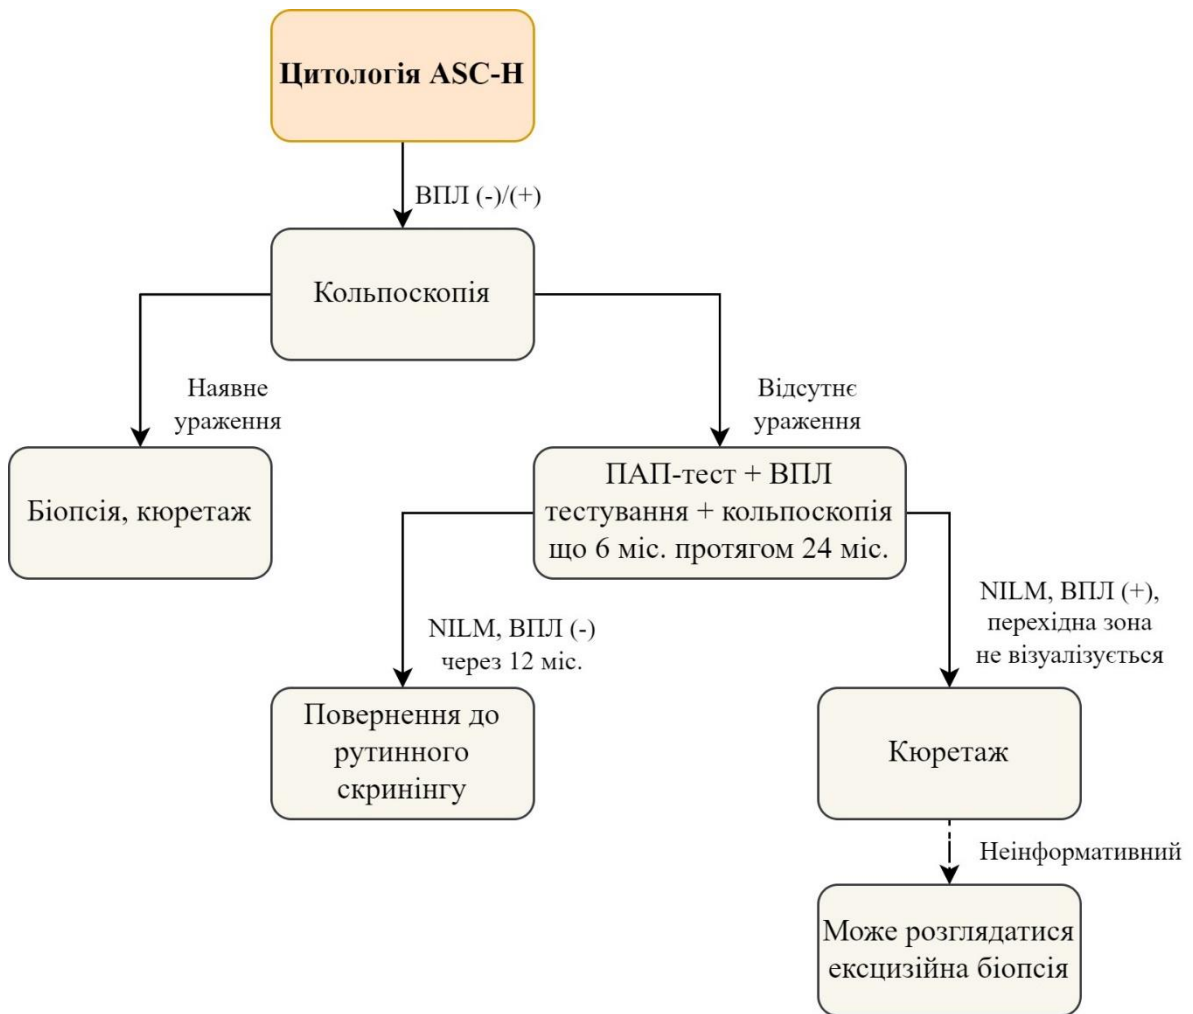 Цитологія ASC-H
ВПЛ (-)/(+)
Кольпоскопія
Наявне
ураження
Відсутнє
ураження
Біопсія, кюретаж
ПАП-тест + ВПЛ
тестування + кольпоскопія
що 6 міс. протягом 24 міс.
NILM, ВПЛ (-)
через 12 міс.
NILM, ВПЛ (+),
перехідна зона
не візуалізується
Повернення до
рутинного
скринінгу
Кюретаж
Неінформативний
Може розглядатися
ексцизійна біопсія